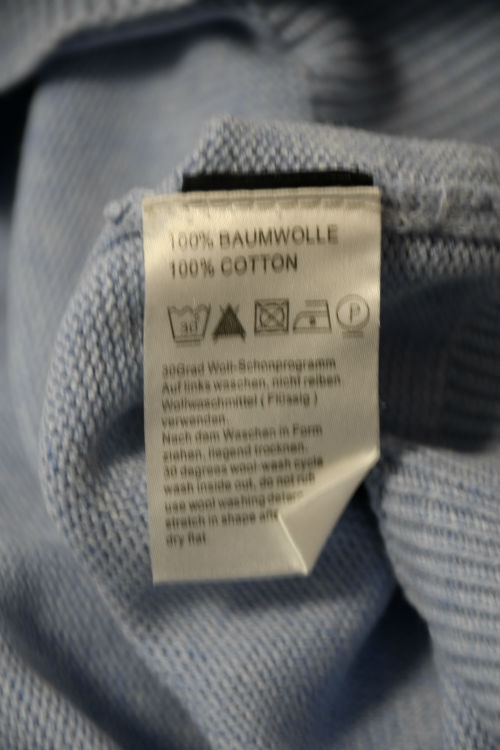 100% BAUMWOLLE
100% COTTON
30 P
30Grad Woll-Schonprogramm
Auf links waschen, nicht reiben
Wollwaschmittel ( Flüssig )
verwenden.
Nach dem Waschen in Form
ziehen, liegend trocknen.
30 degrees wool-wash cycle
wash inside out, do not rub
use wool washing deter
stretch in shape and
dry flat